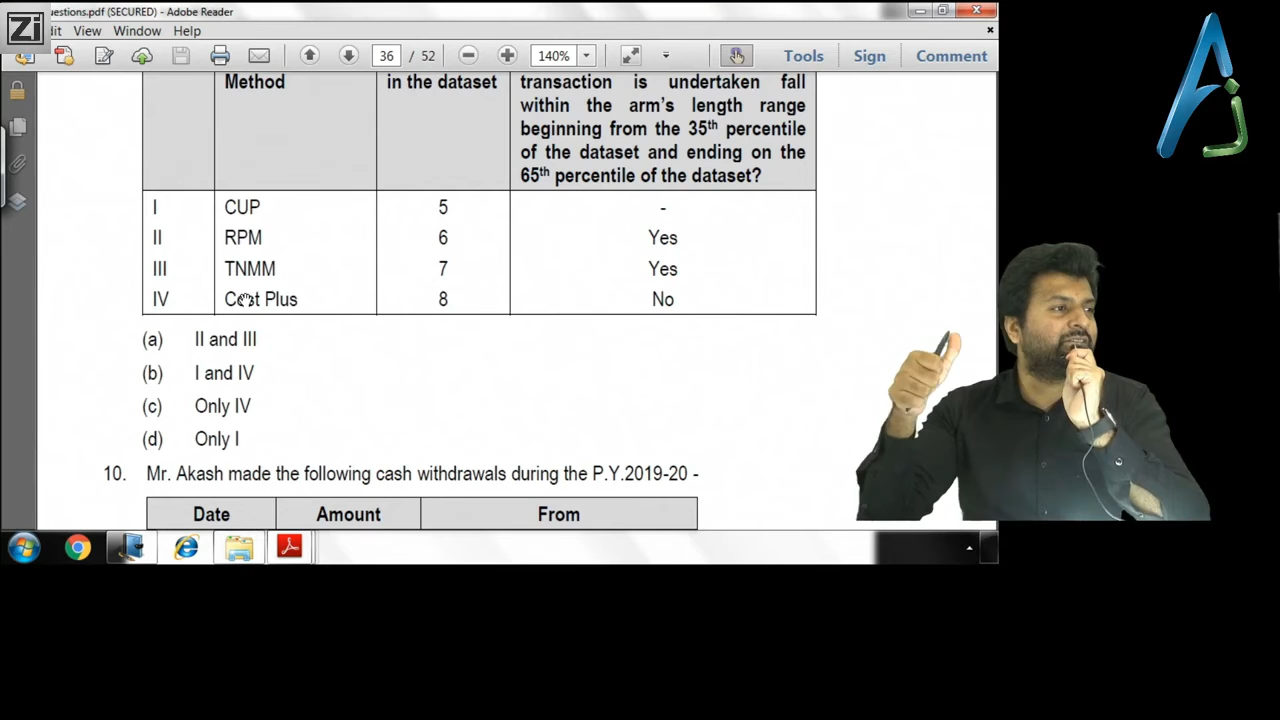 Zi
uestions.pdf (SECURED) - Adobe Reader
dit View Window Help
36 / 52 140% Tools Sign Comment
Method in the dataset transaction is undertaken fall
within the arm's length range
beginning from the 35th percentile
of the dataset and ending on the
65th percentile of the dataset?
I CUP 5 -
II RPM 6 Yes
III TNMM 7 Yes
IV Cost Plus 8 No
(a) II and III
(b) I and IV
(c) Only IV
(d) Only I
10. Mr. Akash made the following cash withdrawals during the P.Y.2019-20 -
Date Amount From